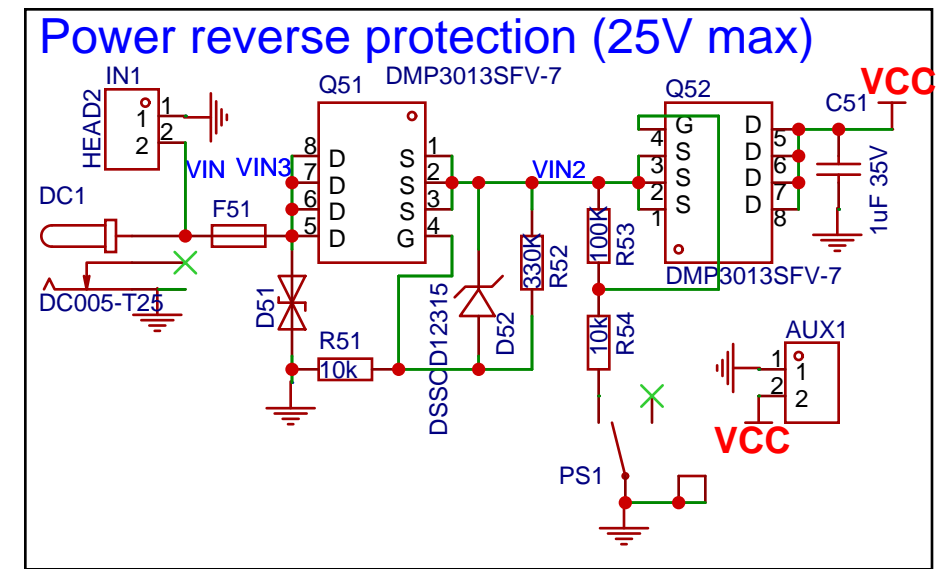 Power reverse protection (25V max)
IN1
HEAD2
1
2
1
2
VIN
VIN3
DC1
F51
DC005-T25
Q51
DMP3013SFV-7
8
7
6
5
D
D
D
D
S
S
S
G
1
2
3
4
D51
R51
10k
DSSC D12315
D52
330K
R52
VIN2
100K
R53
10k
R54
PS1
Q52
DMP3013SFV-7
4
3
2
1
G
S
S
S
D
D
D
D
5
6
7
8
C51
1uF 35V
VCC
AUX1
1
2
1
2
VCC